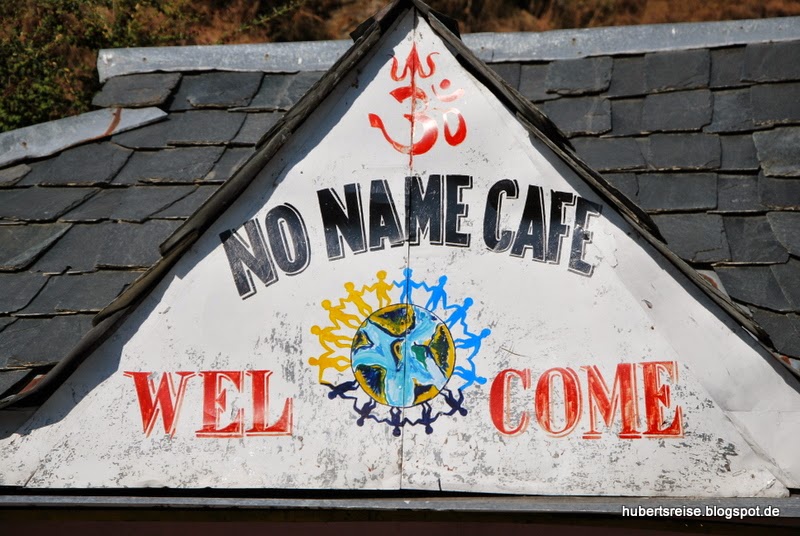 ॐ
NO NAME CAFE
WEL COME
hubertsreise.blogspot.de